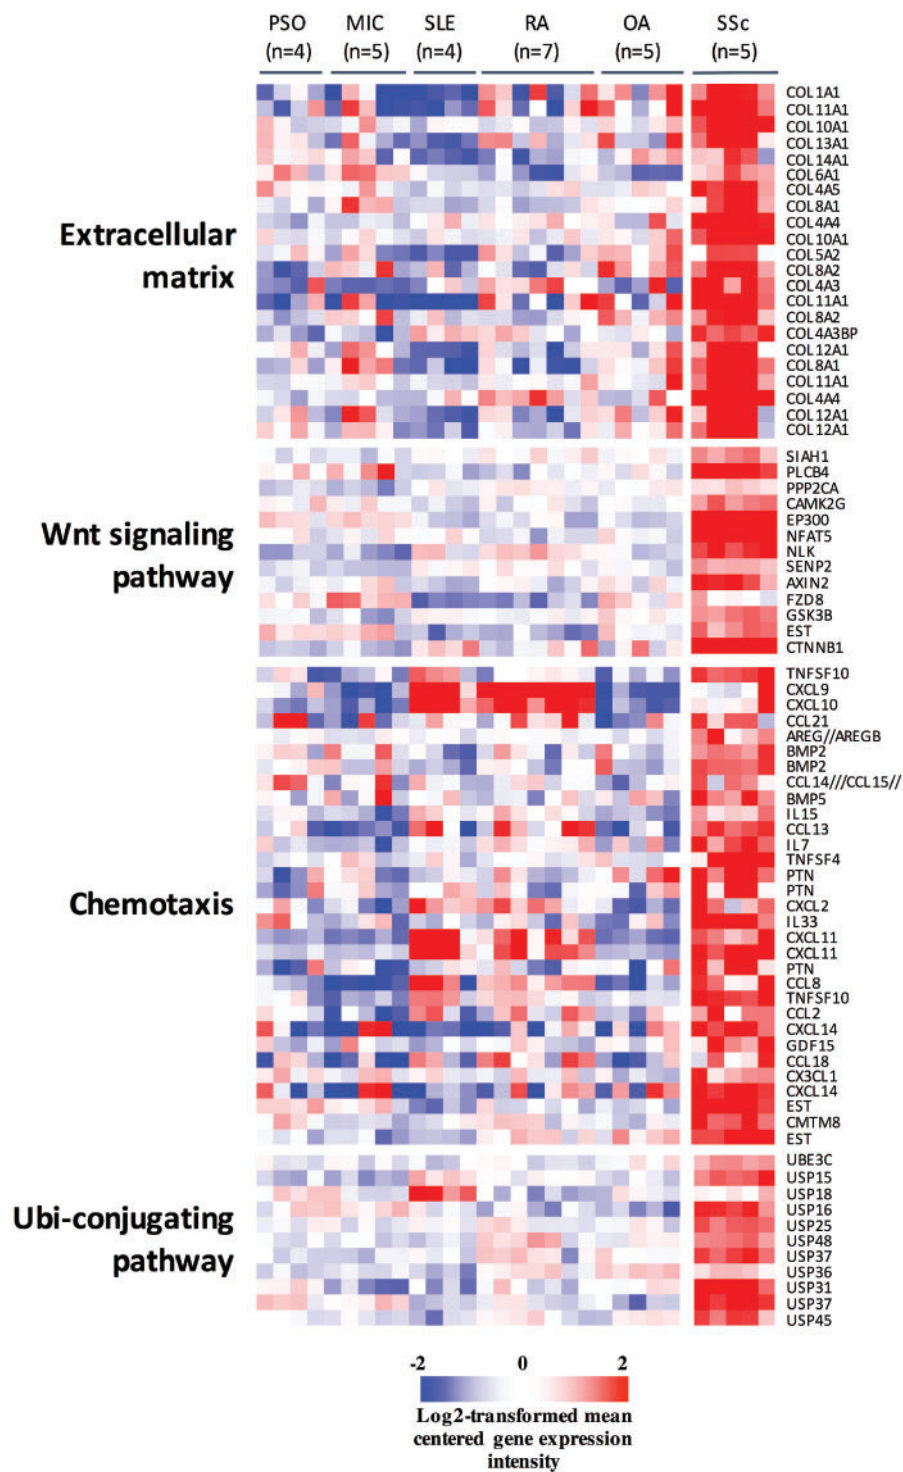 PSO MIC SLE RA OA SSc
(n=4) (n=5) (n=4) (n=7) (n=5) (n=5)
Extracellular
matrix
COL1A1
COL11A1
COL10A1
COL13A1
COL14A1
COL6A1
COL4A5
COL8A1
COL4A4
COL10A1
COL5A2
COL8A2
COL4A3
COL11A1
COL8A2
COL4A3BP
COL12A1
COL8A1
COL11A1
COL4A4
COL12A1
COL12A1
Wnt signaling
pathway
SIAH1
PLCB4
PPP2CA
CAMK2G
EP300
NFAT5
NLK
SENP2
AXIN2
FZD8
GSK3B
EST
CTNNB1
Chemotaxis
TNFSF10
CXCL9
CXCL10
CCL21
AREG//AREGB
BMP2
BMP2
CCL14///CCL15//
BMP5
IL15
CCL13
IL7
TNFSF4
PTN
PTN
CXCL2
IL33
CXCL11
CXCL11
PTN
CCL8
TNFSF10
CCL2
CXCL14
GDF15
CCL18
CX3CL1
CXCL14
EST
CMTM8
EST
Ubi-conjugating
pathway
UBE3C
USP15
USP18
USP16
USP25
USP48
USP37
USP36
USP31
USP37
USP45
-2 0 2
Log2-transformed mean
centered gene expression
intensity